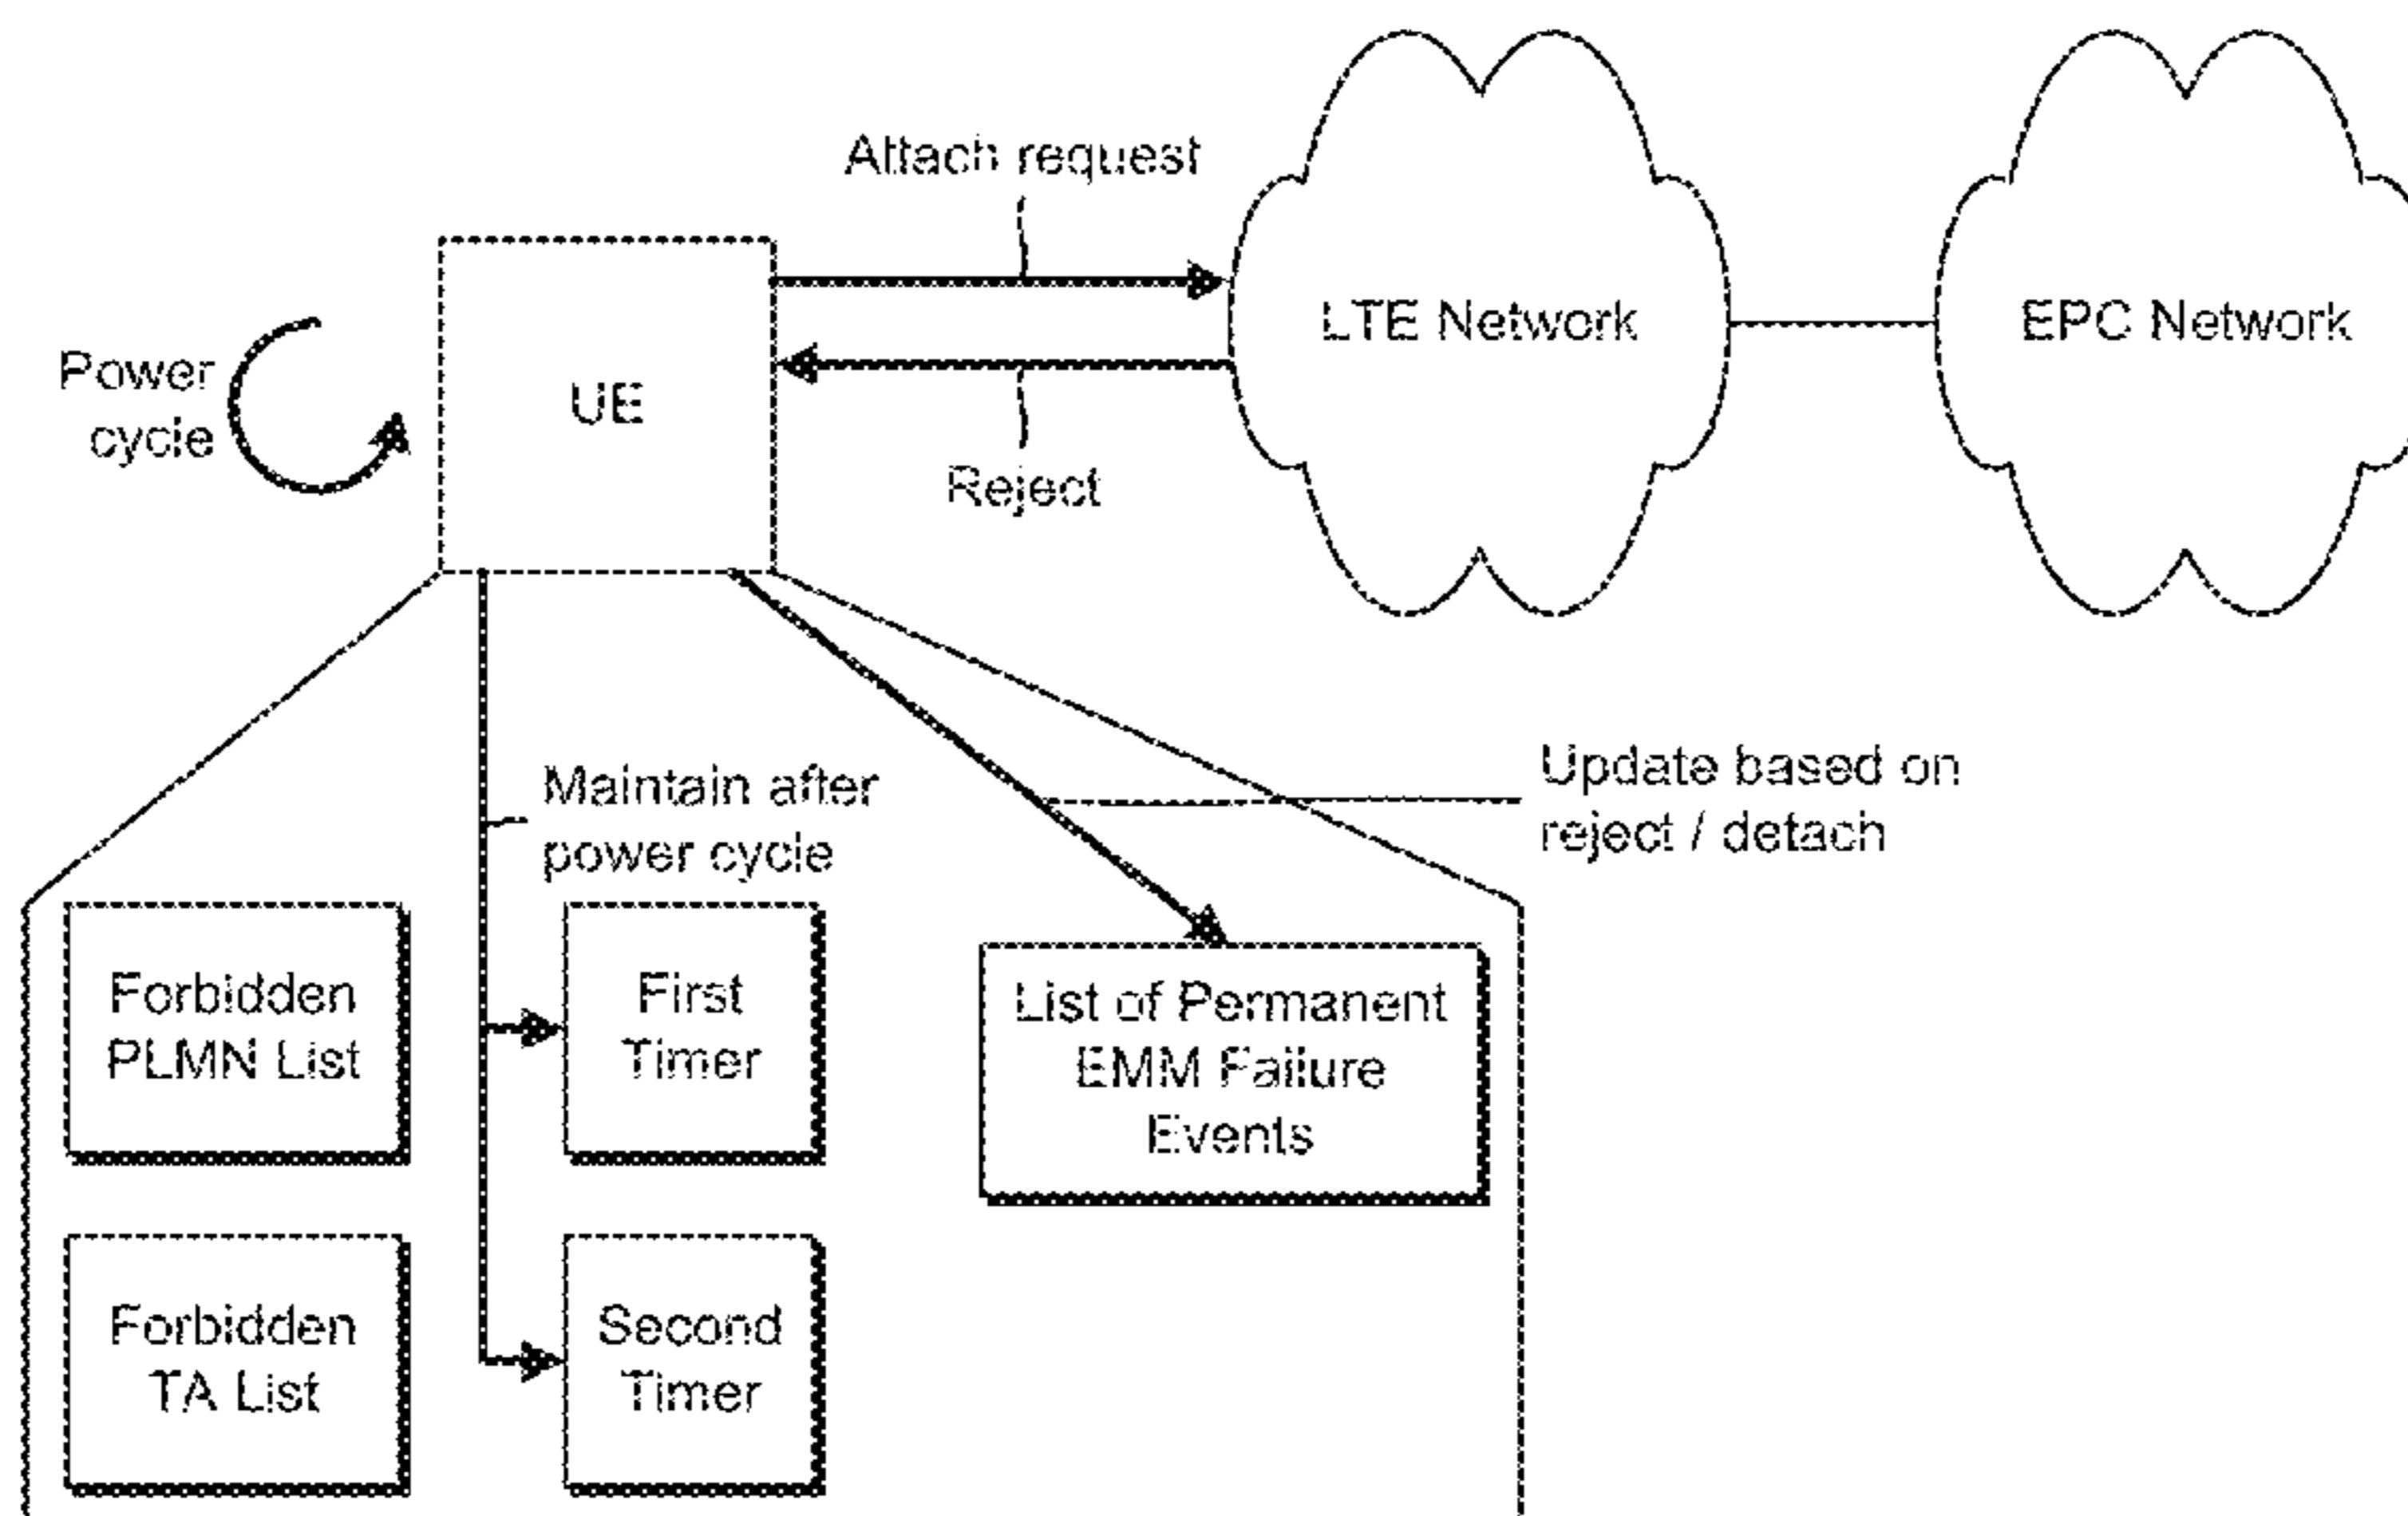 Attach request
LTE Network
EPC Network
Power
cycle
UE
Reject
Maintain after
power cycle
Update based on
reject / detach
Forbidden
PLMN List
First
Timer
List of Permanent
EMM Failure
Events
Forbidden
TA List
Second
Timer